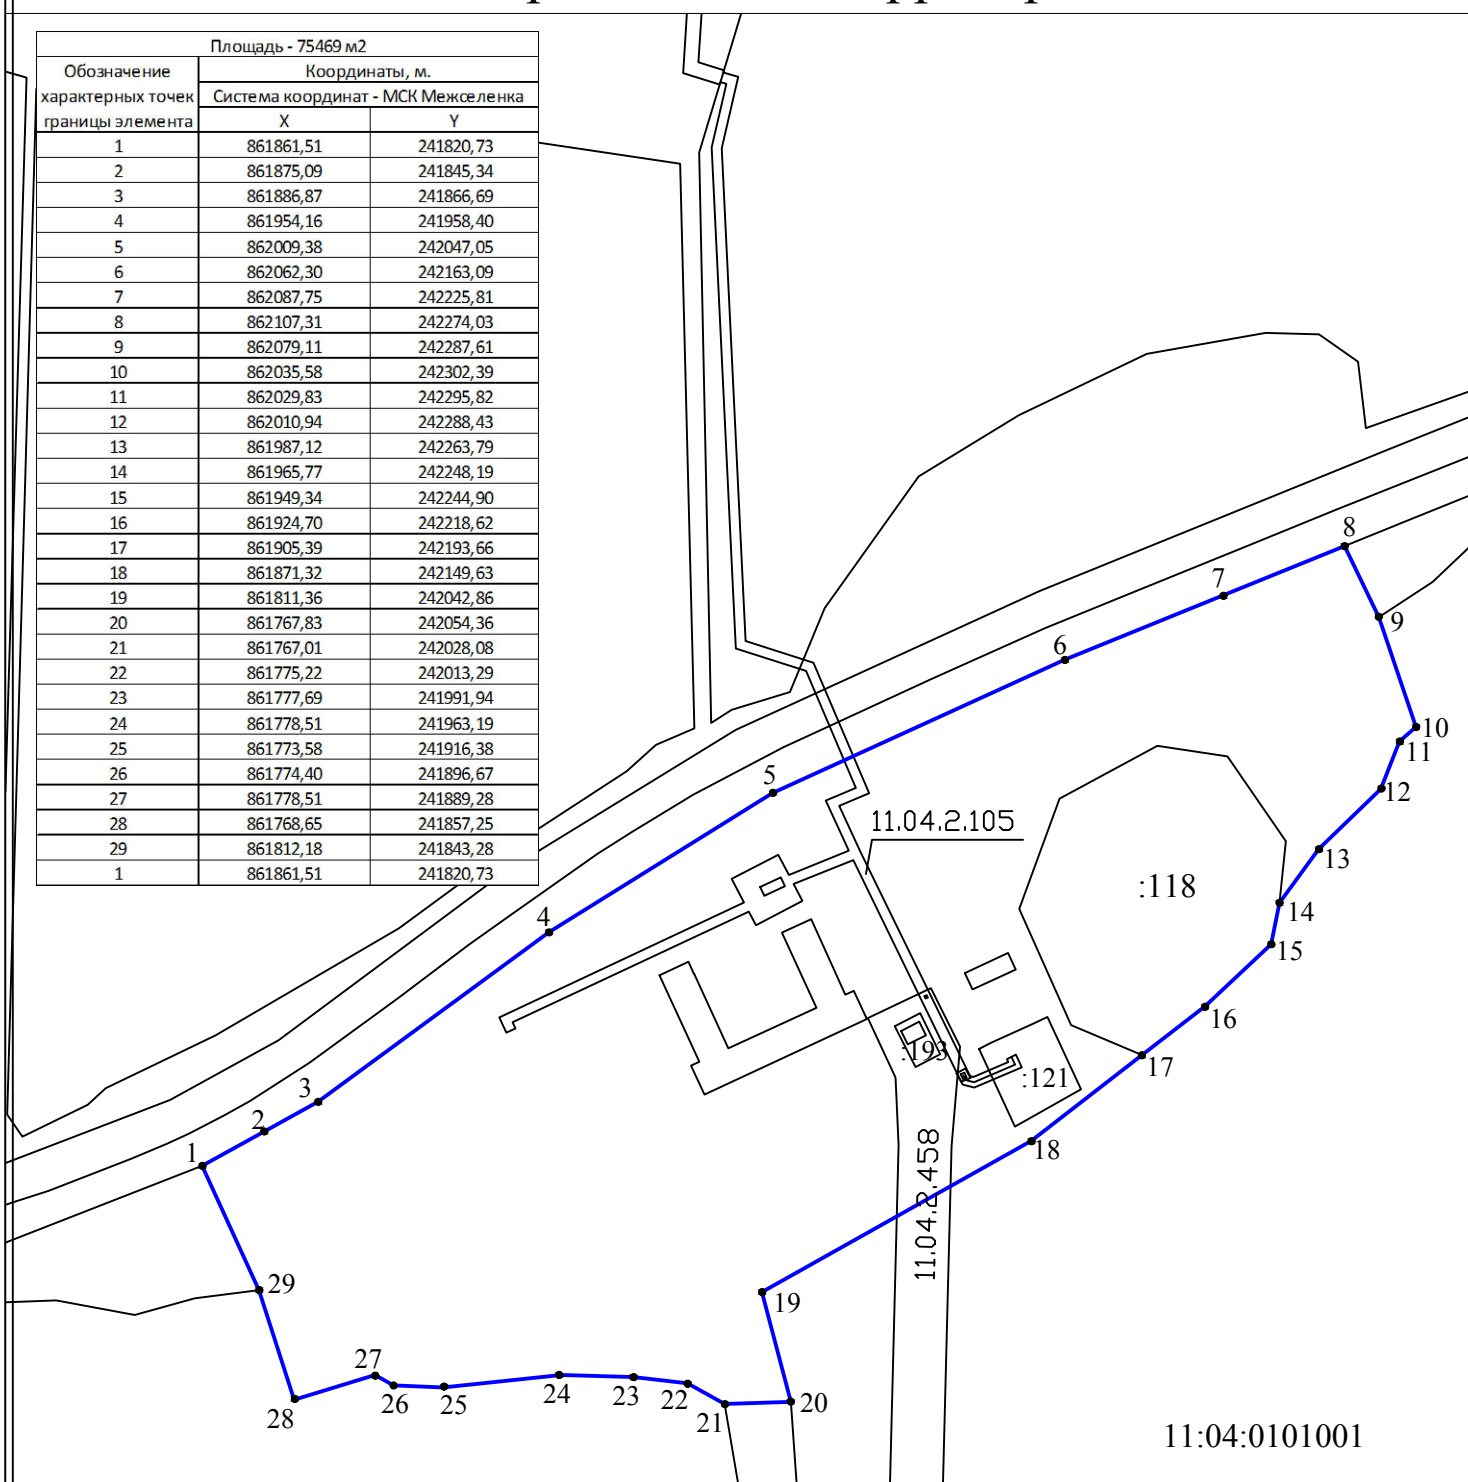 Площадь - 75469 м2
Обозначение характерных точек границы элемента
Координаты, м.
Система координат - МСК Межселенка
X Y
1 861861,51 241820,73
2 861875,09 241845,34
3 861886,87 241866,69
4 861954,16 241958,40
5 862009,38 242047,05
6 862062,30 242163,09
7 862087,75 242225,81
8 862107,31 242274,03
9 862079,11 242287,61
10 862035,58 242302,39
11 862029,83 242295,82
12 862010,94 242288,43
13 861987,12 242263,79
14 861965,77 242248,19
15 861949,34 242244,90
16 861924,70 242218,62
17 861905,39 242193,66
18 861871,32 242149,63
19 861811,36 242042,86
20 861767,83 242054,36
21 861767,01 242028,08
22 861775,22 242013,29
23 861777,69 241991,94
24 861778,51 241963,19
25 861773,58 241916,38
26 861774,40 241896,67
27 861778,51 241889,28
28 861768,65 241857,25
29 861812,18 241843,28
1 861861,51 241820,73
8
7
9
6
10
11
5
12
11.04.2.105
13
:118
4
14
15
16
:193
17
3
:121
2
1
18
11.04.2.458
29
19
27
24
23
22
26
25
20
28
21
11:04:0101001